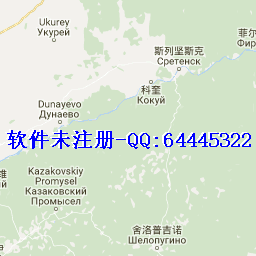 Ukurey
Укурей
菲尔
Фир
斯列坚斯克
Сретенск
科奎
Кокуй
Dunayevo
Дунаево
软件未注册-QQ:64445322
Kazakovskiy
Promysel
Казаковский
Промысел
舍洛普吉诺
Шелопугино